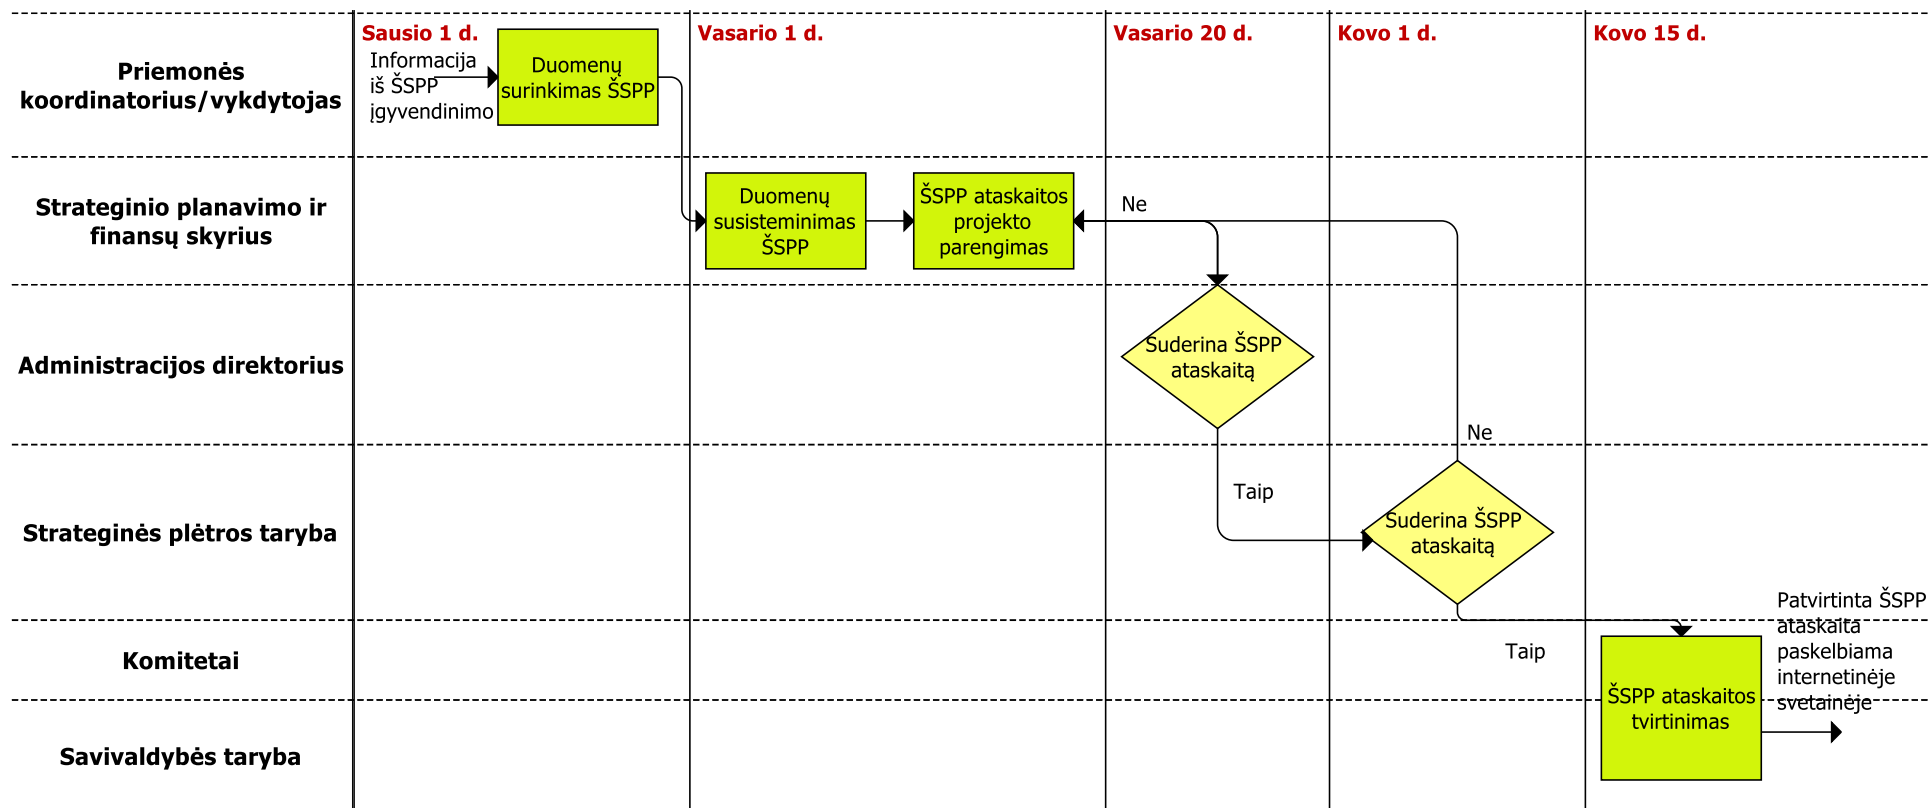 Sausio 1 d.
Vasario 1 d.
Vasario 20 d.
Kovo 1 d.
Kovo 15 d.
Priemonės
koordinatorius/vykdytojas
Informacija
iš ŠSPP
įgyvendinimo
Duomenų
surinkimas ŠSPP
Strateginio planavimo ir
finansų skyrius
Duomenų
susisteminimas
ŠSPP
ŠSPP ataskaitos
projekto
parengimas
Ne
Administracijos direktorius
Suderina ŠSPP
ataskaitą
Ne
Strateginės plėtros taryba
Taip
Suderina ŠSPP
ataskaitą
Komitetai
Taip
Patvirtinta ŠSPP
ataskaita
paskelbiama
internetinėje
svetainėje
ŠSPP ataskaitos
tvirtinimas
Savivaldybės taryba